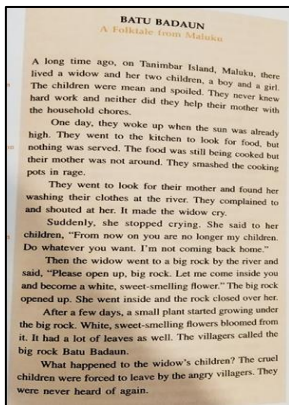 BATU BADAUN
A Folktale from Maluku
A long time ago, on Tanimbar Island, Maluku, there
lived a widow and her two children, a boy and a girl.
The children were mean and spoiled. They never knew
hard work and neither did they help their mother with
the household chores.
One day, they woke up when the sun was already
high. They went to the kitchen to look for food, but
nothing was served. The food was still being cooked but
their mother was not around. They smashed the cooking
pots in rage.
They went to look for their mother and found her
washing their clothes at the river. They complained to
and shouted at her. It made the widow cry.
Suddenly, she stopped crying. She said to her
children, "From now on you are no longer my children.
Do whatever you want. I'm not coming back home."
Then the widow went to a big rock by the river and
said, "Please open up, big rock. Let me come inside you
and become a white, sweet-smelling flower." The big rock
opened up. She went inside and the rock closed over her.
After a few days, a small plant started growing under
the big rock. White, sweet-smelling flowers bloomed from
it. It had a lot of leaves as well. The villagers called the
big rock Batu Badaun.
What happened to the widow's children? The cruel
children were forced to leave by the angry villagers. They
were never heard of again.